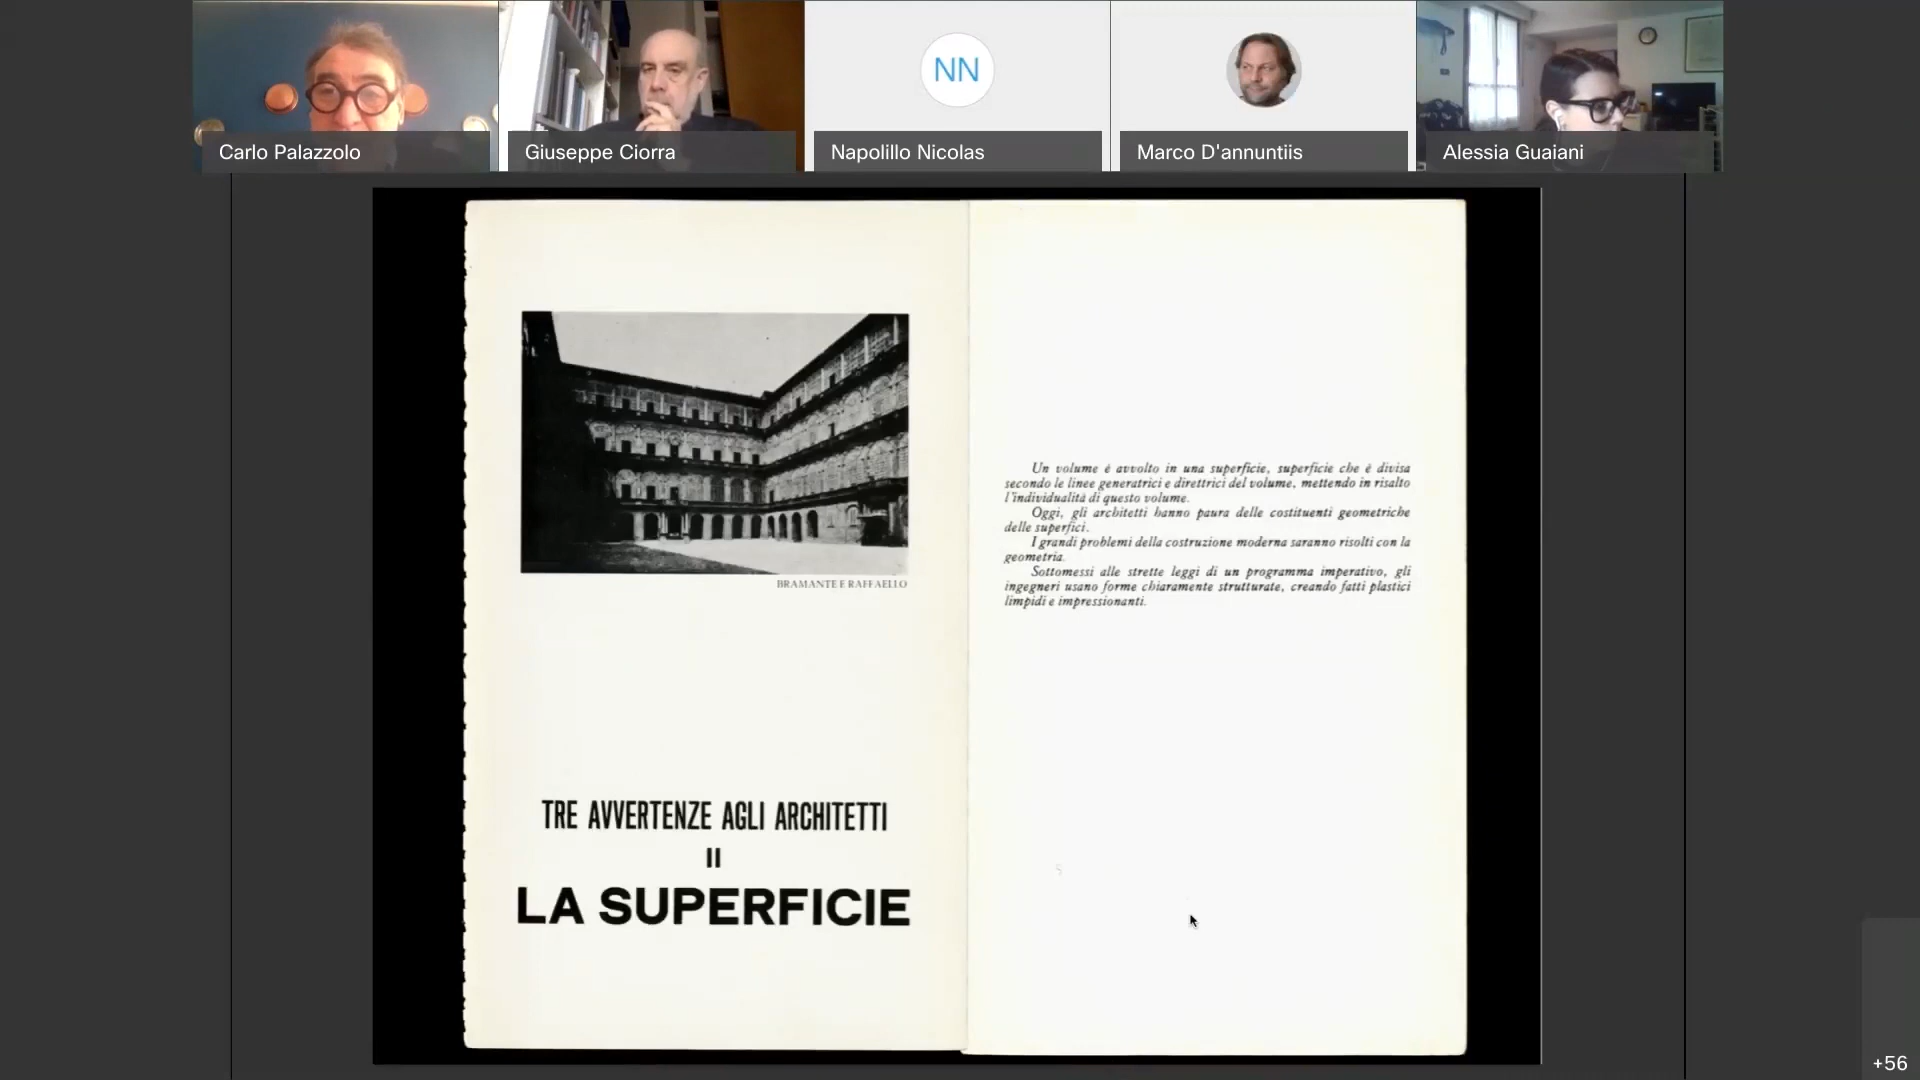 Carlo Palazzolo
Giuseppe Ciorra
NN
Napolillo Nicolas
Marco D'annuntiis
Alessia Guaiani
BRAMANTE E RAFFAELLO
TRE AVVERTENZE AGLI ARCHITETTI
II
LA SUPERFICIE
Un volume è avvolto in una superficie, superficie che è divisa
secondo le linee generatrici e direttrici del volume, mettendo in risalto
l'individualità di questo volume.
Oggi, gli architetti hanno paura delle costituenti geometriche
delle superfici.
I grandi problemi della costruzione moderna saranno risolti con la
geometria.
Sottomessi alle strette leggi di un programma imperativo, gli
ingegneri usano forme chiaramente strutturate, creando fatti plastici
limpidi e impressionanti.
+56